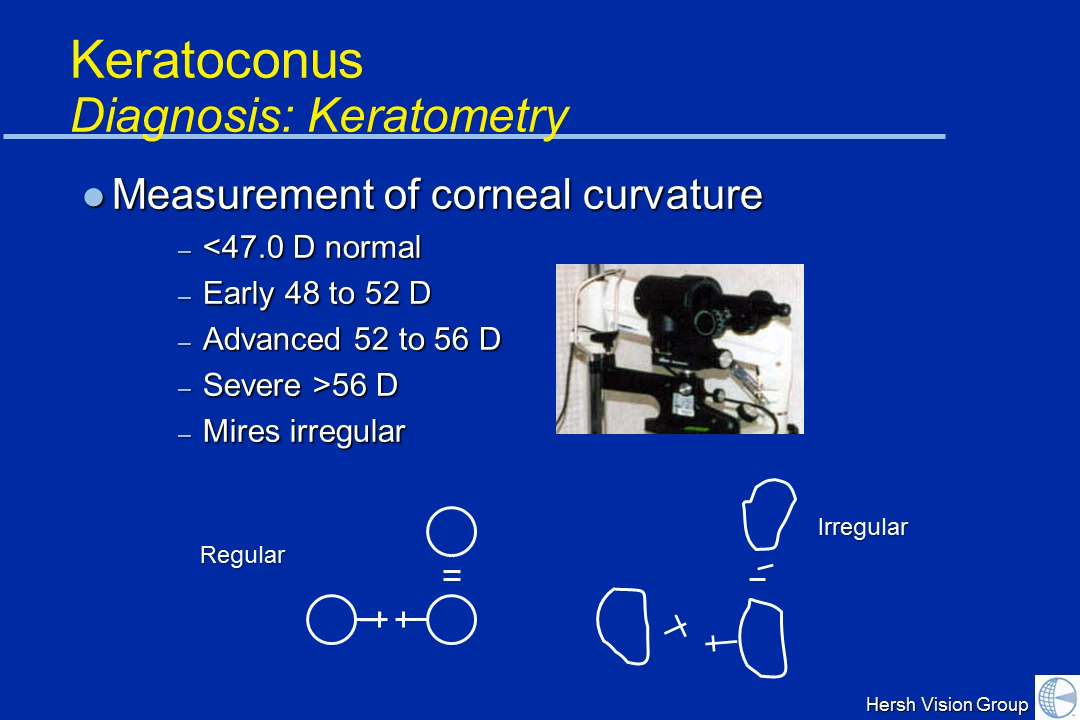 Keratoconus
Diagnosis: Keratometry
Measurement of corneal curvature
– <47.0 D normal
– Early 48 to 52 D
– Advanced 52 to 56 D
– Severe >56 D
– Mires irregular
Irregular
Regular
Hersh Vision Group